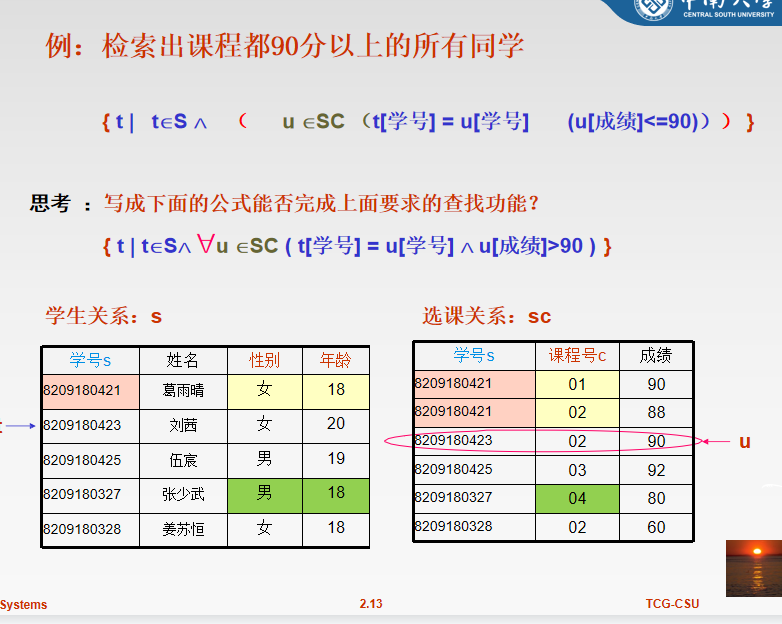 中南大学
CENTRAL SOUTH UNIVERSITY
例：检索出课程都90分以上的所有同学
{ t | t∈S ∧ （ u ∈SC （t[学号] = u[学号] (u[成绩]<=90)）） }
思考 ：写成下面的公式能否完成上面要求的查找功能?
{ t | t∈S∧ ∀u ∈SC ( t[学号] = u[学号] ∧ u[成绩]>90 ) }
学生关系：s
选课关系：sc
学号s 姓名 性别 年龄
8209180421 葛雨晴 女 18
t 8209180423 刘茜 女 20
8209180425 伍宸 男 19
8209180327 张少武 男 18
8209180328 姜苏恒 女 18
学号s 课程号c 成绩
8209180421 01 90
8209180421 02 88
8209180423 02 90 u
8209180425 03 92
8209180327 04 80
8209180328 02 60
Systems
2.13
TCG-CSU